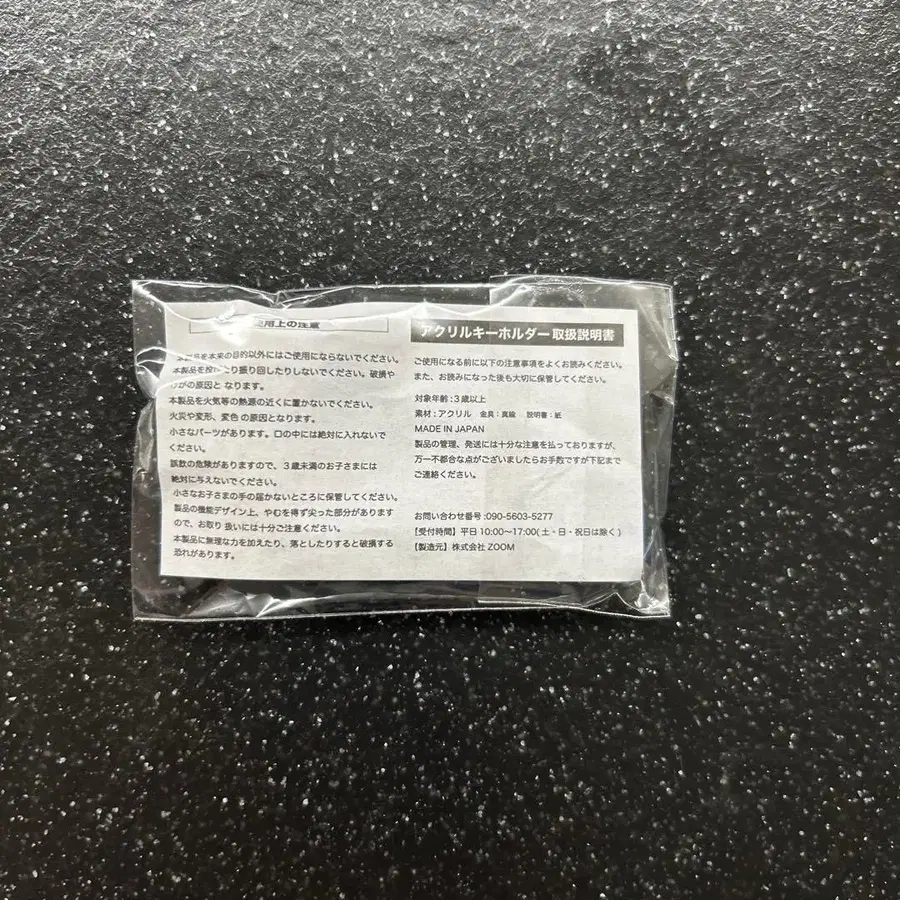 使用上の注意
本製品を本来の目的以外にはご使用にならないでください。
本製品を投げたり振り回したりしないでください。破損や
けがの原因と なります。
本製品を火気等の熱源の近くに置かないでください。
火災や変形、変色 の原因となります。
小さなパーツがあります。口の中には絶対に入れないで
ください。
誤飲の危険がありますので、3歳未満のお子さまには
絶対に与えないでください。
小さなお子さまの手の届かないところに保管してください。
製品の機能デザイン上、やむを得ず尖った部分があります
ので、お取り 扱いには十分ご注意ください。
本製品に無理な力を加えたり、落としたりすると破損する
恐れがあります。
アクリルキーホルダー 取扱説明書
ご使用になる前に以下の注意事項をよくお読みください。
また、お読みになった後も大切に保管してください。
対象年齢:3歳以上
素材:アクリル 金具:真鍮 説明書:紙
MADE IN JAPAN
製品の管理、発送には十分な注意を払っておりますが、
万一不都合な点がございましたらお手数ですが下記まで
ご連絡ください。
お問い合わせ番号:090-5603-5277
[受付時間] 平日 10:00~17:00(土・日・祝日は除く)
【製造元】株式会社 ZOOM